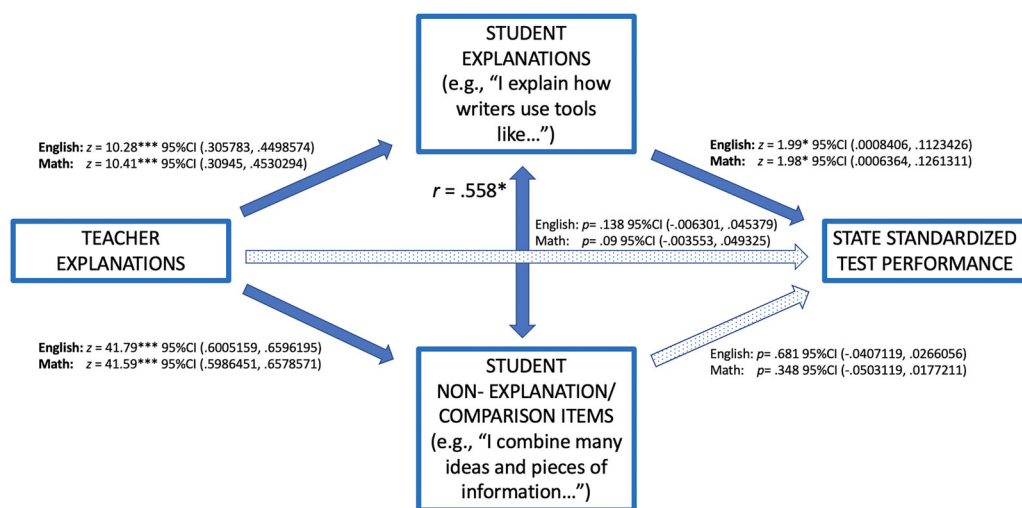 STUDENT
EXPLANATIONS
(e.g., “I explain how
writers use tools
like…”)
English: z = 10.28*** 95%CI (.305783, .4498574)
Math: z = 10.41*** 95%CI (.30945, .4530294)
English: z = 1.99* 95%CI (.0008406, .1123426)
Math: z = 1.98* 95%CI (.0006364, .1261311)
r = .558*
English: p= .138 95%CI (-.006301, .045379)
Math: p= .09 95%CI (-.003553, .049325)
TEACHER
EXPLANATIONS
STATE STANDARDIZED
TEST PERFORMANCE
English: z = 41.79*** 95%CI (.6005159, .6596195)
Math: z = 41.59*** 95%CI (.5986451, .6578571)
English: p= .681 95%CI (-.0407119, .0266056)
Math: p= .348 95%CI (-.0503119, .0177211)
STUDENT
NON- EXPLANATION/
COMPARISON ITEMS
(e.g., “I combine many
ideas and pieces of
information…”)